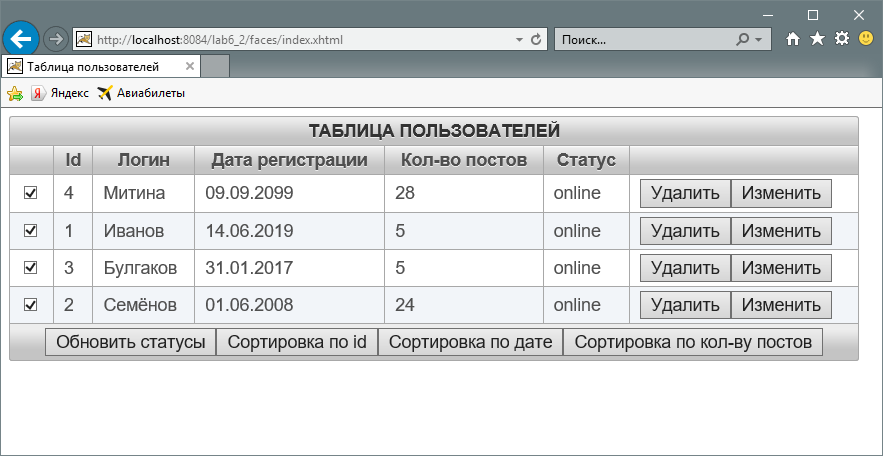 http://localhost:8084/lab6_2/faces/index.xhtml Поиск...
Таблица пользователей
Яндекс Авиабилеты
ТАБЛИЦА ПОЛЬЗОВАТЕЛЕЙ
Id Логин Дата регистрации Кол-во постов Статус
4 Митина 09.09.2099 28 online Удалить Изменить
1 Иванов 14.06.2019 5 online Удалить Изменить
3 Булгаков 31.01.2017 5 online Удалить Изменить
2 Семёнов 01.06.2008 24 online Удалить Изменить
Обновить статусы Сортировка по id Сортировка по дате Сортировка по кол-ву постов